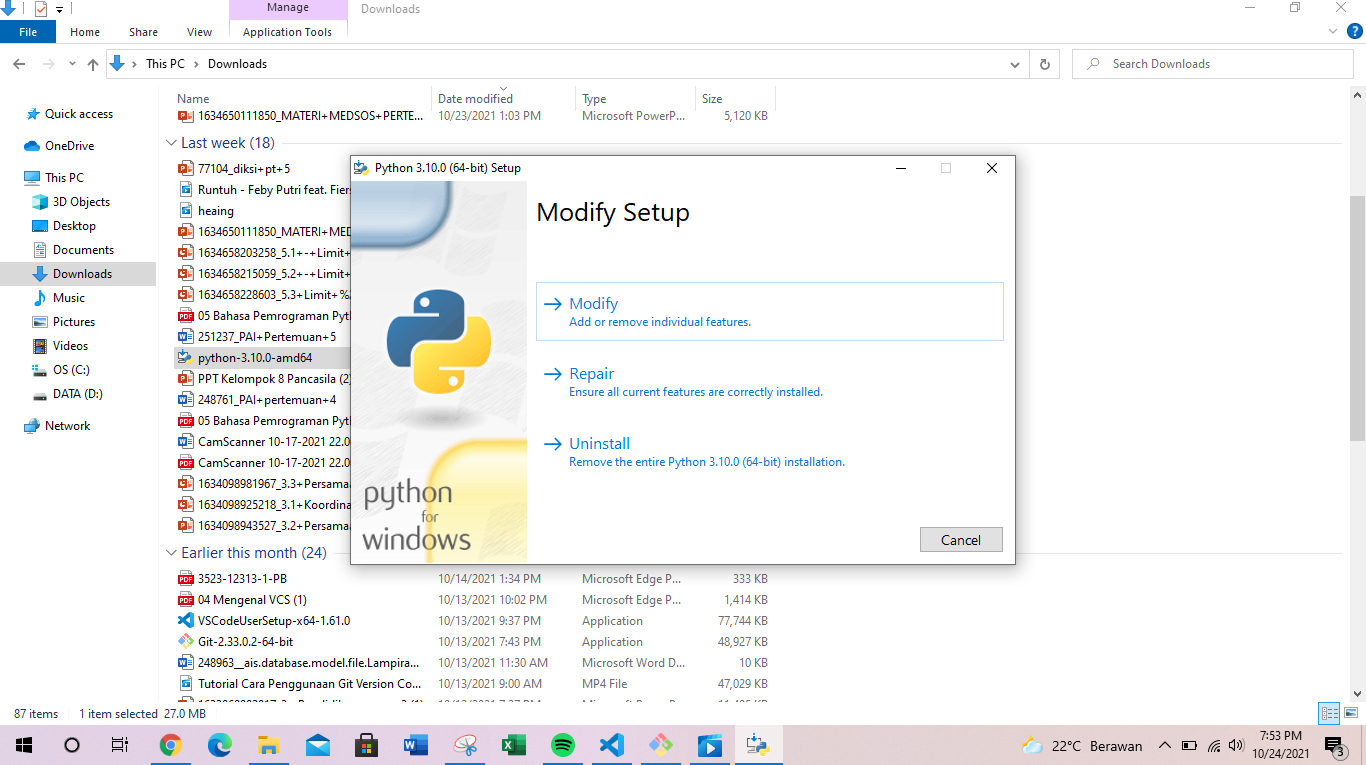 Manage
Downloads
File
Home
Share
View
Application Tools
This PC
Downloads
Search Downloads
Name
Date modified
Type
Size
1634650111850_MATERI+MEDSOS+PERTE... 10/23/2021 1:03 PM Microsoft PowerP... 5,120 KB
Last week (18)
Quick access
OneDrive
This PC
3D Objects
Desktop
Documents
Downloads
Music
Pictures
Videos
OS (C:)
DATA (D:)
Network
77104_diksi+pt+5
Runtuh - Feby Putri feat. Fiers
heaing
1634650111850_MATERI+MED
1634658203258_5.1+-+Limit+
1634658215059_5.2+-+Limit+
1634658228603_5.3+Limit+%
05 Bahasa Pemrograman Pyt
251237_PAI+Pertemuan+5
python-3.10.0-amd64
PPT Kelompok 8 Pancasila (2)
248761_PAI+pertemuan+4
05 Bahasa Pemrograman Pyt
CamScanner 10-17-2021 22.0
CamScanner 10-17-2021 22.0
1634098981967_3.3+Persama
1634098925218_3.1+Koordina
1634098943527_3.2+Persama
Python 3.10.0 (64-bit) Setup
Modify Setup
Modify
Add or remove individual features.
Repair
Ensure all current features are correctly installed.
Uninstall
Remove the entire Python 3.10.0 (64-bit) installation.
python
for
windows
Cancel
Earlier this month (24)
3523-12313-1-PB 10/14/2021 1:34 PM Microsoft Edge P... 333 KB
04 Mengenal VCS (1) 10/13/2021 10:02 PM Microsoft Edge P... 1,414 KB
VSCodeUserSetup-x64-1.61.0 10/13/2021 9:37 PM Application 77,744 KB
Git-2.33.0.2-64-bit 10/13/2021 7:43 PM Application 48,927 KB
248963__ais.database.model.file.Lampira... 10/13/2021 11:30 AM Microsoft Word D... 10 KB
Tutorial Cara Penggunaan Git Version Co... 10/13/2021 9:00 AM MP4 File 47,029 KB
87 items
1 item selected 27.0 MB
22°C Berawan
7:53 PM
10/24/2021
3